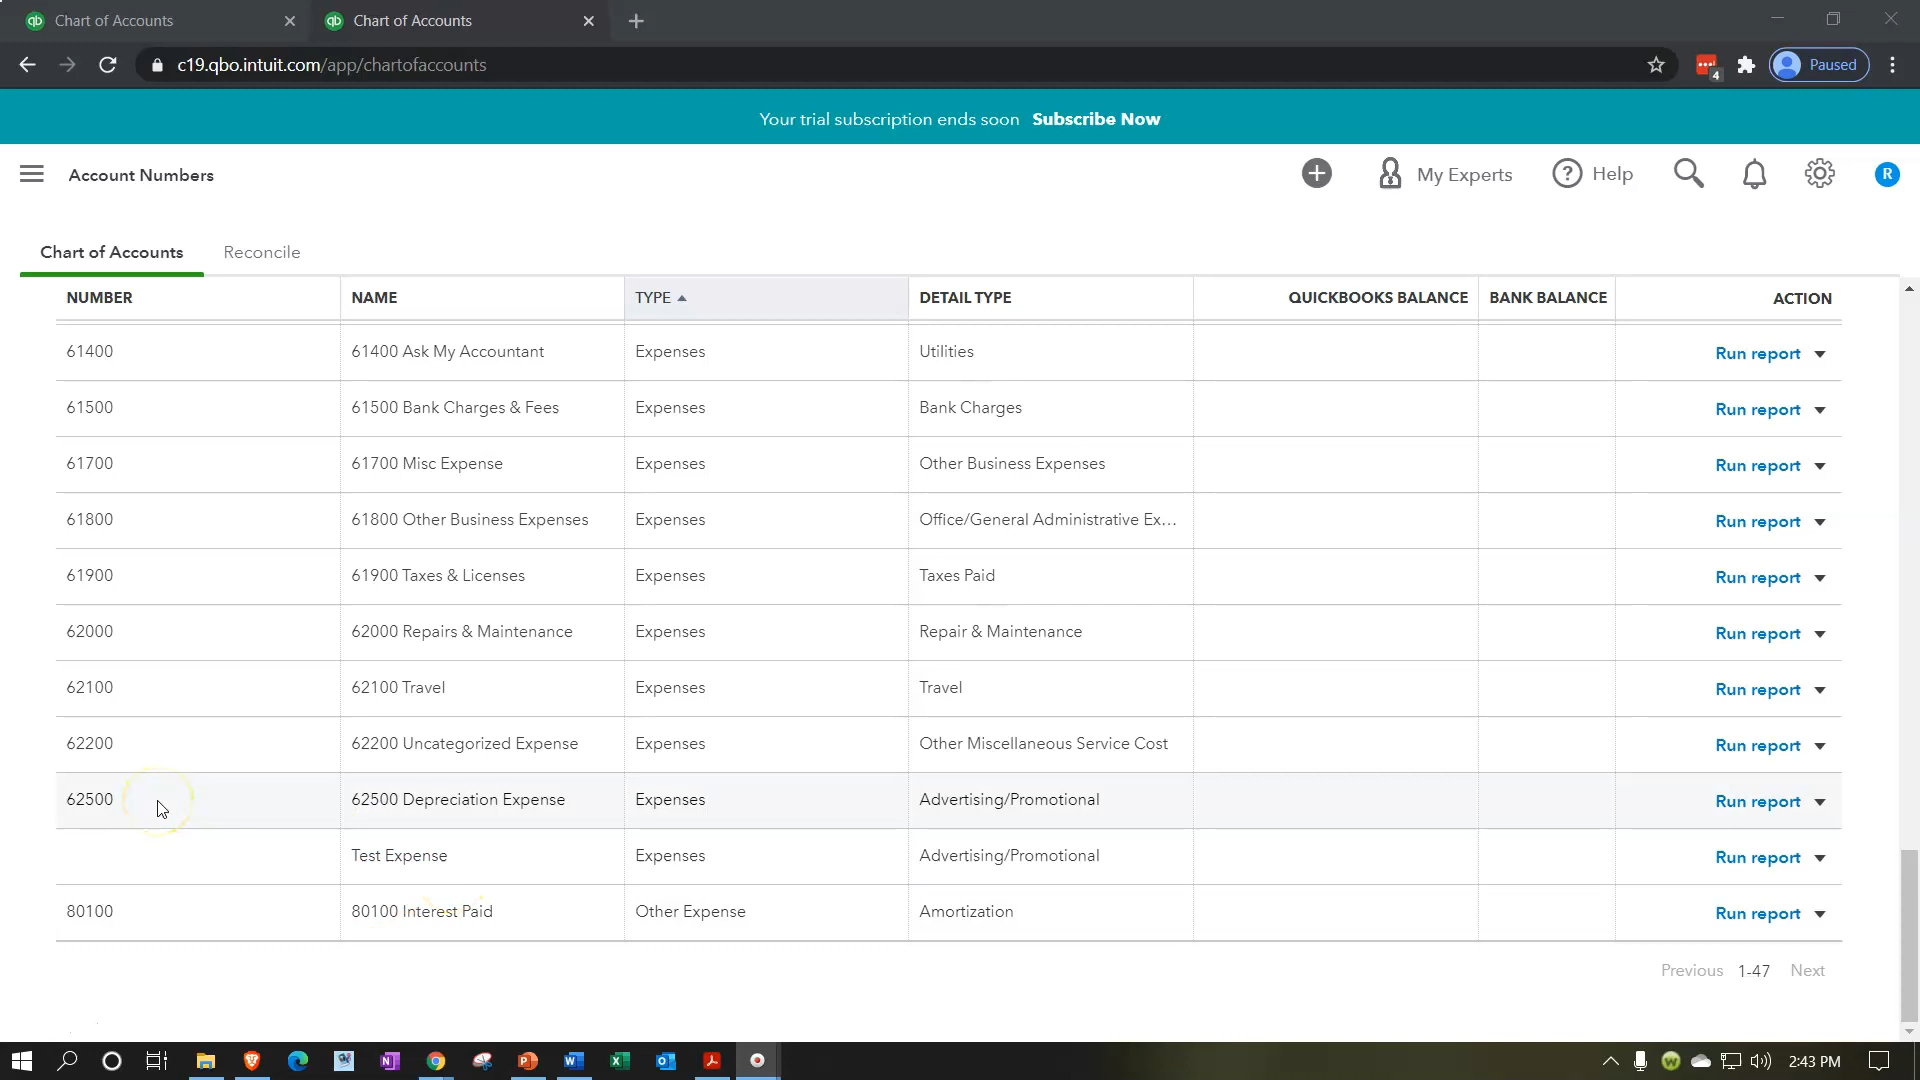 Chart of Accounts
Chart of Accounts
c19.qbo.intuit.com/app/chartofaccounts
4
Paused
Your trial subscription ends soon Subscribe Now
Account Numbers
My Experts
Help
R
Chart of Accounts Reconcile
NUMBER NAME TYPE DETAIL TYPE QUICKBOOKS BALANCE BANK BALANCE ACTION
61400 61400 Ask My Accountant Expenses Utilities Run report
61500 61500 Bank Charges & Fees Expenses Bank Charges Run report
61700 61700 Misc Expense Expenses Other Business Expenses Run report
61800 61800 Other Business Expenses Expenses Office/General Administrative Ex... Run report
61900 61900 Taxes & Licenses Expenses Taxes Paid Run report
62000 62000 Repairs & Maintenance Expenses Repair & Maintenance Run report
62100 62100 Travel Expenses Travel Run report
62200 62200 Uncategorized Expense Expenses Other Miscellaneous Service Cost Run report
62500 62500 Depreciation Expense Expenses Advertising/Promotional Run report
Test Expense Expenses Advertising/Promotional Run report
80100 80100 Interest Paid Other Expense Amortization Run report
Previous 1-47 Next
2:43 PM